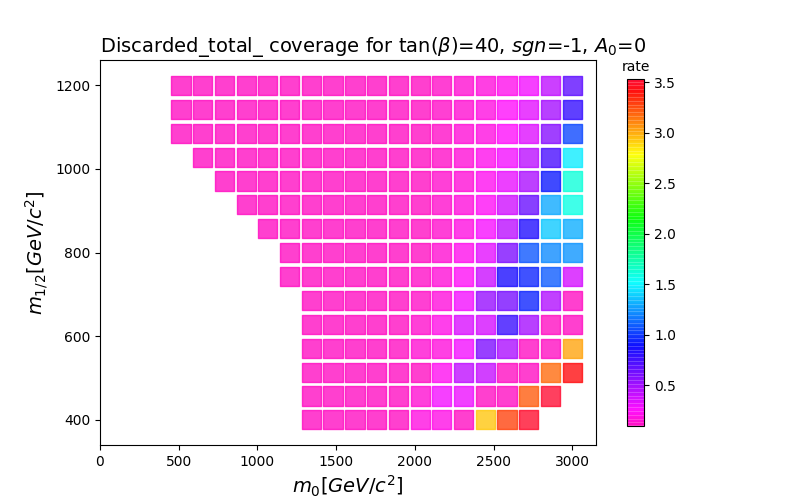 Discarded_total_ coverage for tan(β)=40, sgn=-1, A₀=0
rate
1200
1000
800
600
400
m₁/₂[GeV/c²]
3.5
3.0
2.5
2.0
1.5
1.0
0.5
0 500 1000 1500 2000 2500 3000
m₀[GeV/c²]